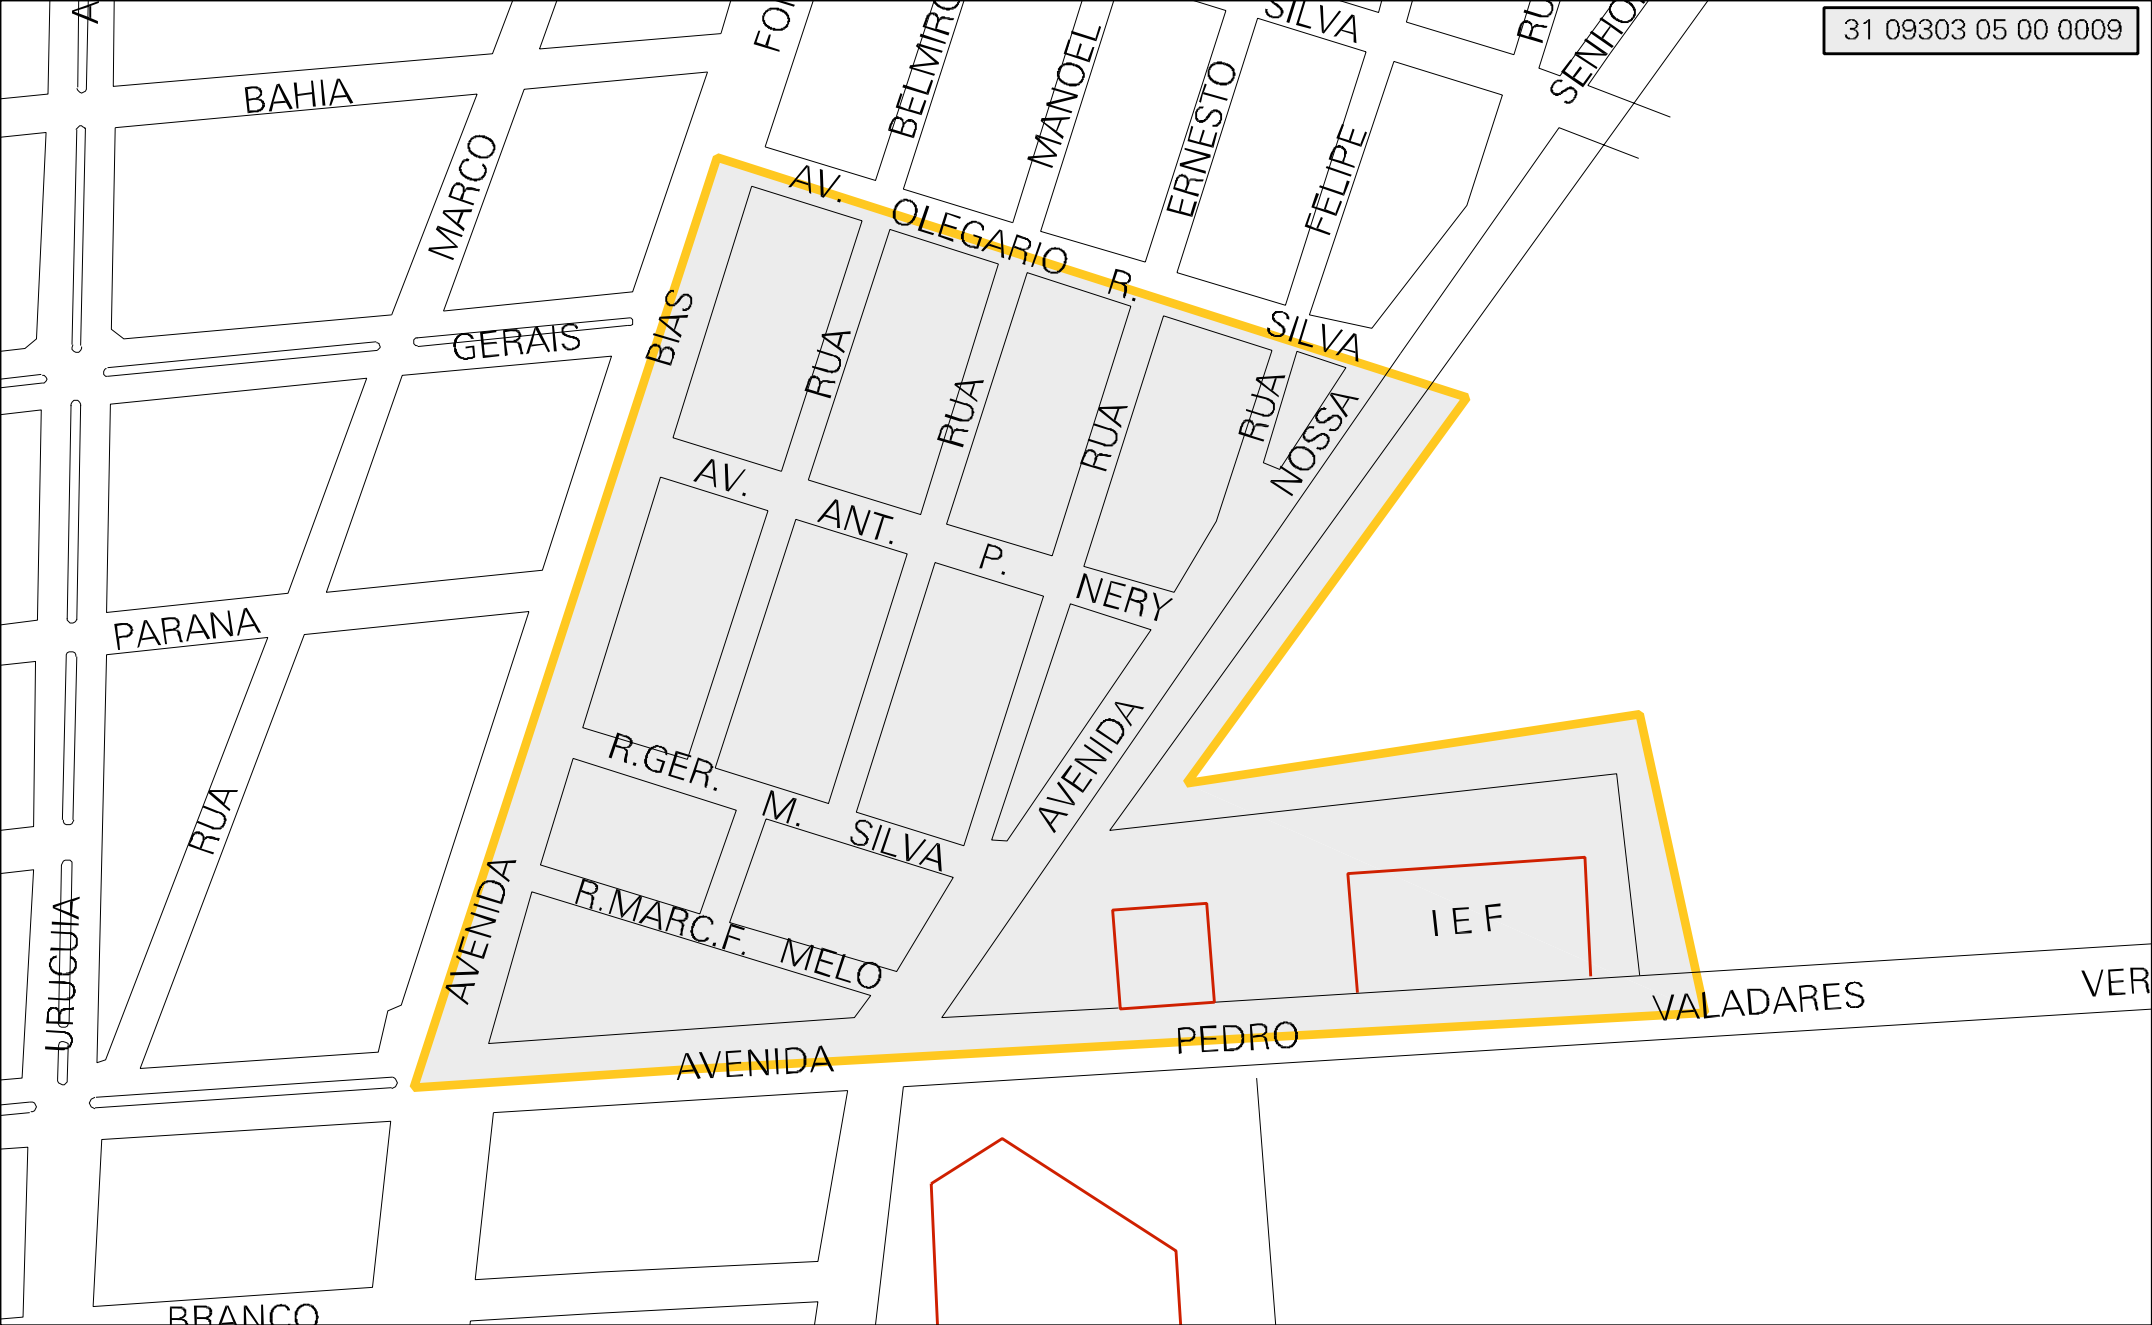 31 09303 05 00 0009
SILVA
SENHO
BELMIRO
MANOEL
BAHIA
ERNESTO
FELIPE
MARCO
AV.
OLEGARIO
R.
SILVA
BIAS
GERAIS
RUA
RUA
RUA
RUA
NOSSA
AV.
ANT.
P.
NERY
PARANA
RUA
R.GER.
M.
SILVA
AVENIDA
AVENIDA
R.MARC.F.
MELO
I E F
URUCUIA
AVENIDA
PEDRO
VALADARES
VER
BRANCO